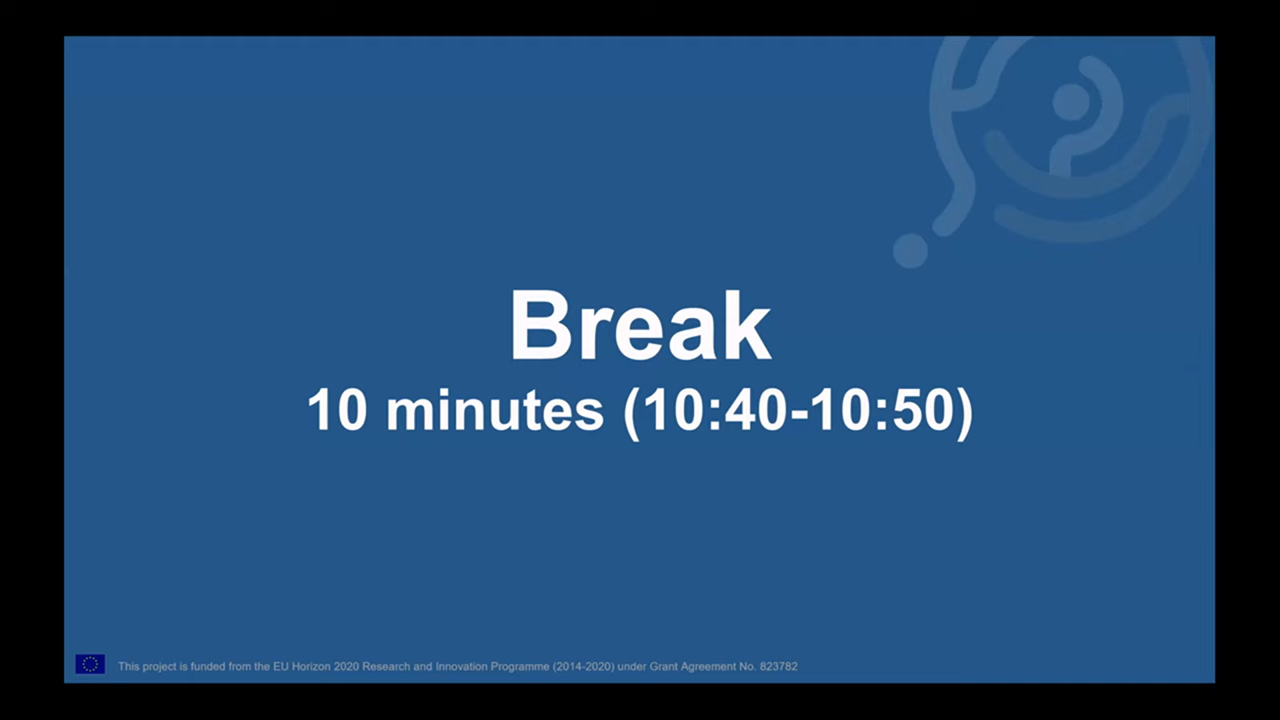 Break
10 minutes (10:40-10:50)
This project is funded from the EU Horizon 2020 Research and Innovation Programme (2014-2020) under Grant Agreement No. 823782